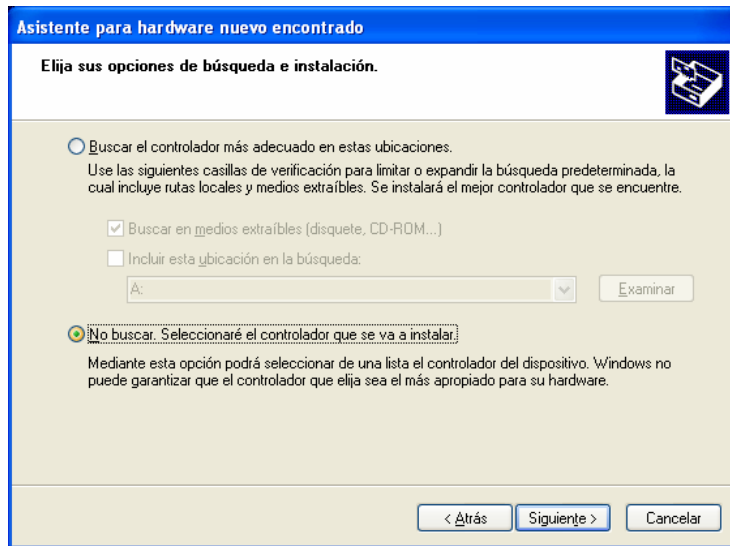 Asistente para hardware nuevo encontrado
Elija sus opciones de búsqueda e instalación.
Buscar el controlador más adecuado en estas ubicaciones.
Use las siguientes casillas de verificación para limitar o expandir la búsqueda predeterminada, la
cual incluye rutas locales y medios extraíbles. Se instalará el mejor controlador que se encuentre.
Buscar en medios extraíbles (disquete, CD-ROM...)
Incluir esta ubicación en la búsqueda:
A:
Examinar
No buscar. Seleccionaré el controlador que se va a instalar.
Mediante esta opción podrá seleccionar de una lista el controlador del dispositivo. Windows no
puede garantizar que el controlador que elija sea el más apropiado para su hardware.
< Atrás
Siguiente >
Cancelar